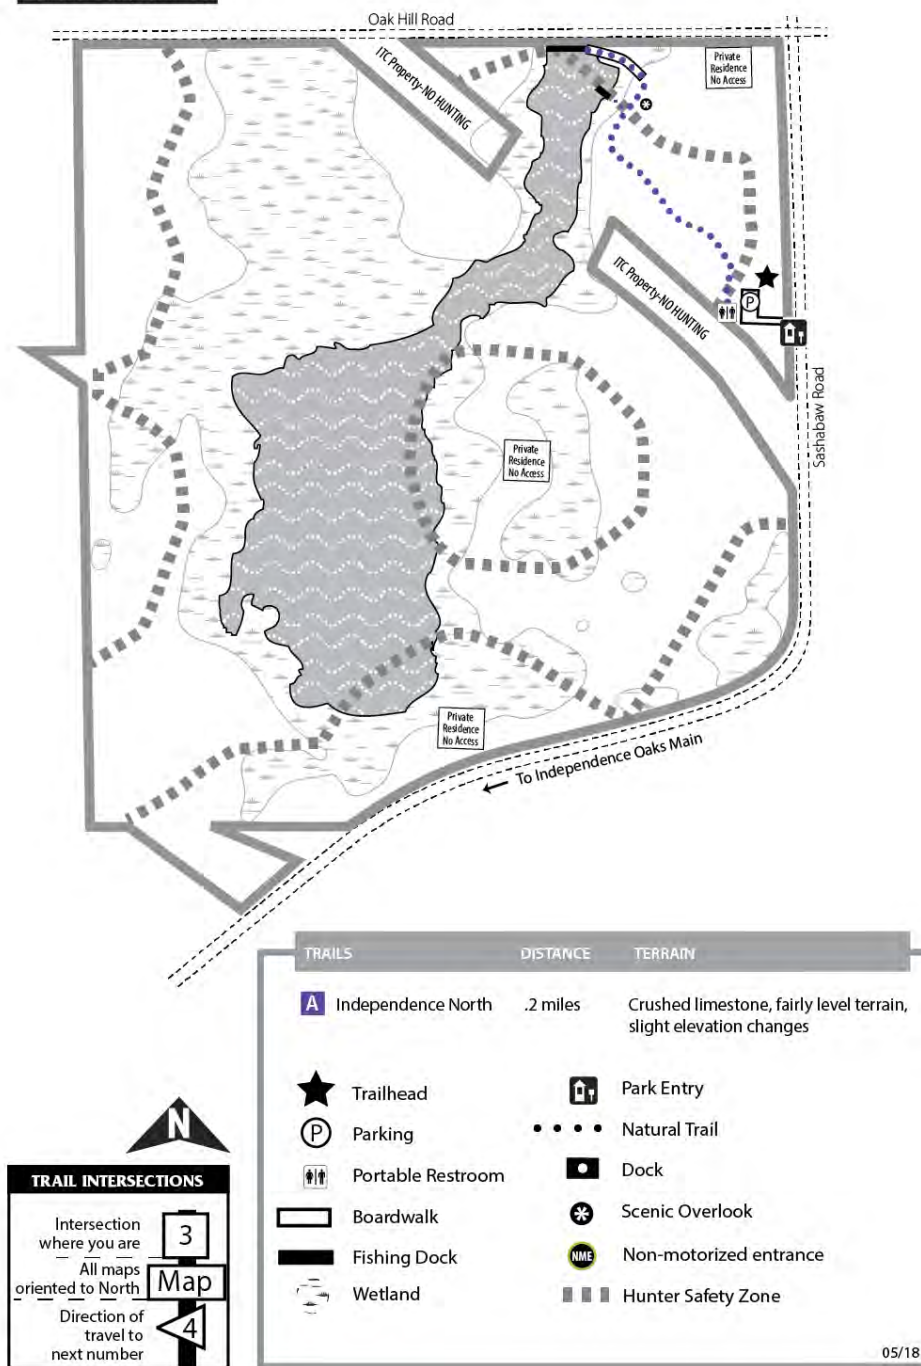 Oak Hill Road
Private
Residence
No Access
ITC Property-NO HUNTING
ITC Property-NO HUNTING
P
Sashabaw Road
Private
Residence
No Access
Private
Residence
No Access
To Independence Oaks Main
TRAILS DISTANCE TERRAIN
A Independence North .2 miles Crushed limestone, fairly level terrain,
slight elevation changes
Trailhead
P Parking
Portable Restroom
Boardwalk
Fishing Dock
Wetland
Park Entry
Natural Trail
Dock
Scenic Overlook
NME Non-motorized entrance
Hunter Safety Zone
N
TRAIL INTERSECTIONS
Intersection
where you are
3
All maps
oriented to North
Map
Direction of
travel to
next number
4
05/18